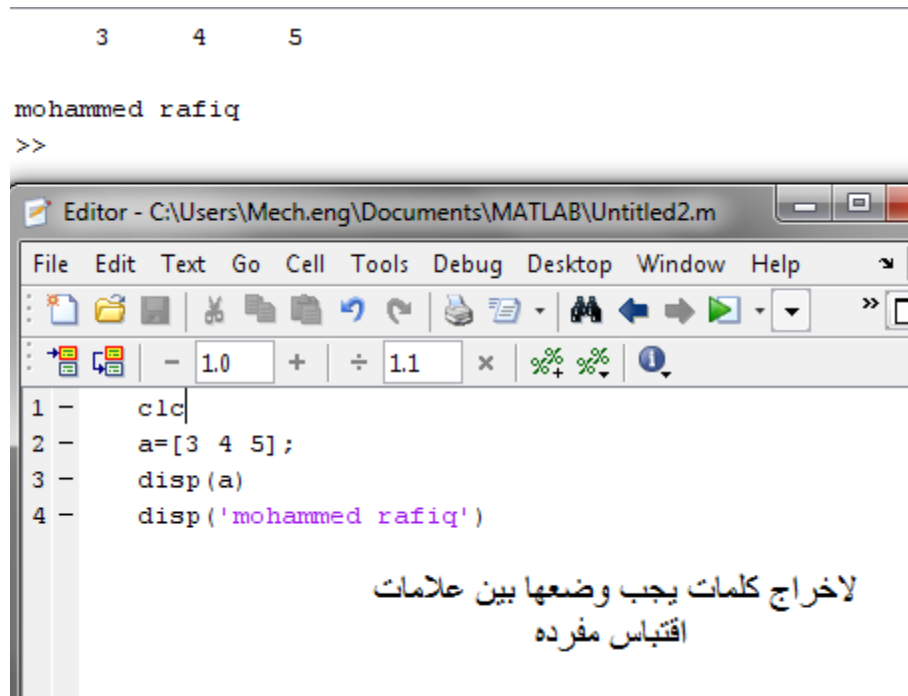 3 4 5
mohammed rafiq
>>
Editor - C:\Users\Mech.eng\Documents\MATLAB\Untitled2.m
File Edit Text Go Cell Tools Debug Desktop Window Help
»
- 1.0 + ÷ 1.1 ×
1 - clc
2 - a=[3 4 5];
3 - disp(a)
4 - disp('mohammed rafiq')
لاخراج كلمات يجب وضعها بين علامات
اقتباس مفرده